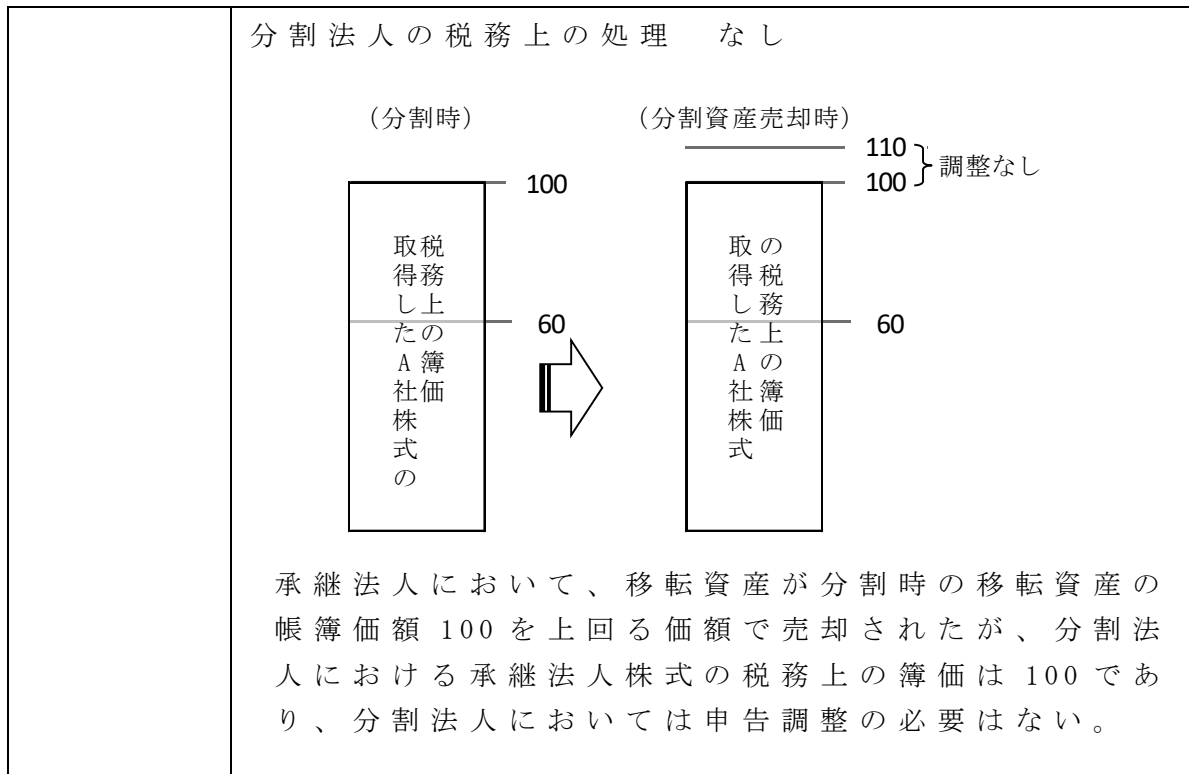 分割法人の税務上の処理　なし
（分割時）　（分割資産売却時）
110
100
100
調整なし
取得したA社株式の
税務上の簿価
60
取得したA社株式
の税務上の簿価
60
承継法人において、移転資産が分割時の移転資産の
帳簿価額100を上回る価額で売却されたが、分割法
人における承継法人株式の税務上の簿価は100であ
り、分割法人においては申告調整の必要はない。